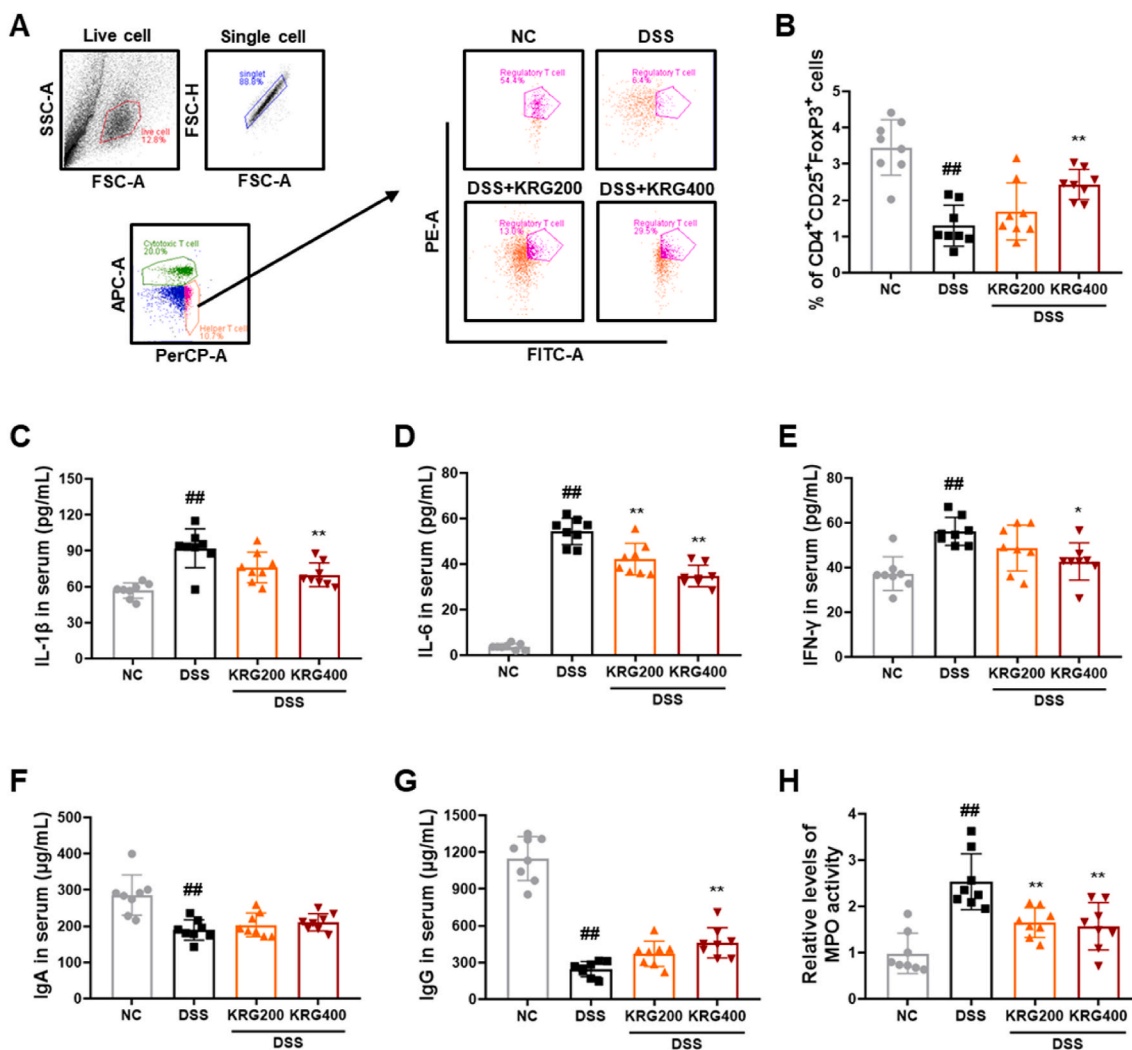 A
Live cell
Single cell
SSC-A
live cell
12.8%
FSC-A
FSC-H
singlet
88.8%
FSC-A
APC-A
Cytotoxic T cell
20.0%
Helper T cell
10.7%
PerCP-A
NC
DSS
Regulatory T cell
54.4%
Regulatory T cell
6.4%
DSS+KRG200
DSS+KRG400
Regulatory T cell
13.0%
Regulatory T cell
29.5%
PE-A
FITC-A
B
% of CD4+CD25+FoxP3+ cells
5
4
3
2
1
0
##
**
NC
DSS
KRG200
KRG400
DSS
C
IL-1β in serum (pg/mL)
150
120
90
60
30
0
##
**
NC
DSS
KRG200
KRG400
DSS
D
IL-6 in serum (pg/mL)
80
60
40
20
0
##
**
**
NC
DSS
KRG200
KRG400
DSS
E
IFN-γ in serum (pg/mL)
80
60
40
20
0
##
*
NC
DSS
KRG200
KRG400
DSS
F
IgA in serum (μg/mL)
500
400
300
200
100
0
##
NC
DSS
KRG200
KRG400
DSS
G
IgG in serum (μg/mL)
1500
1200
900
600
300
0
##
**
NC
DSS
KRG200
KRG400
DSS
H
Relative levels of
MPO activity
4
3
2
1
0
##
**
**
NC
DSS
KRG200
KRG400
DSS